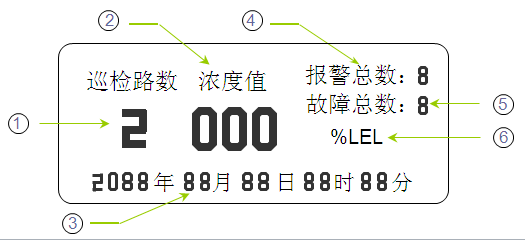 ② ④
巡检路数 浓度值 报警总数：8
故障总数：8 ⑤
① 2 000 %LEL ⑥
2088年88月88日88时88分
③